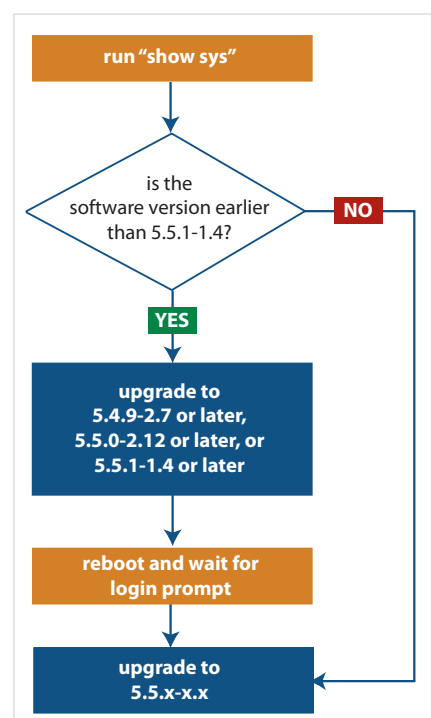 run “show sys”
is the
software version earlier
than 5.5.1-1.4?
NO
YES
upgrade to
5.4.9-2.7 or later,
5.5.0-2.12 or later, or
5.5.1-1.4 or later
reboot and wait for
login prompt
upgrade to
5.5.x-x.x